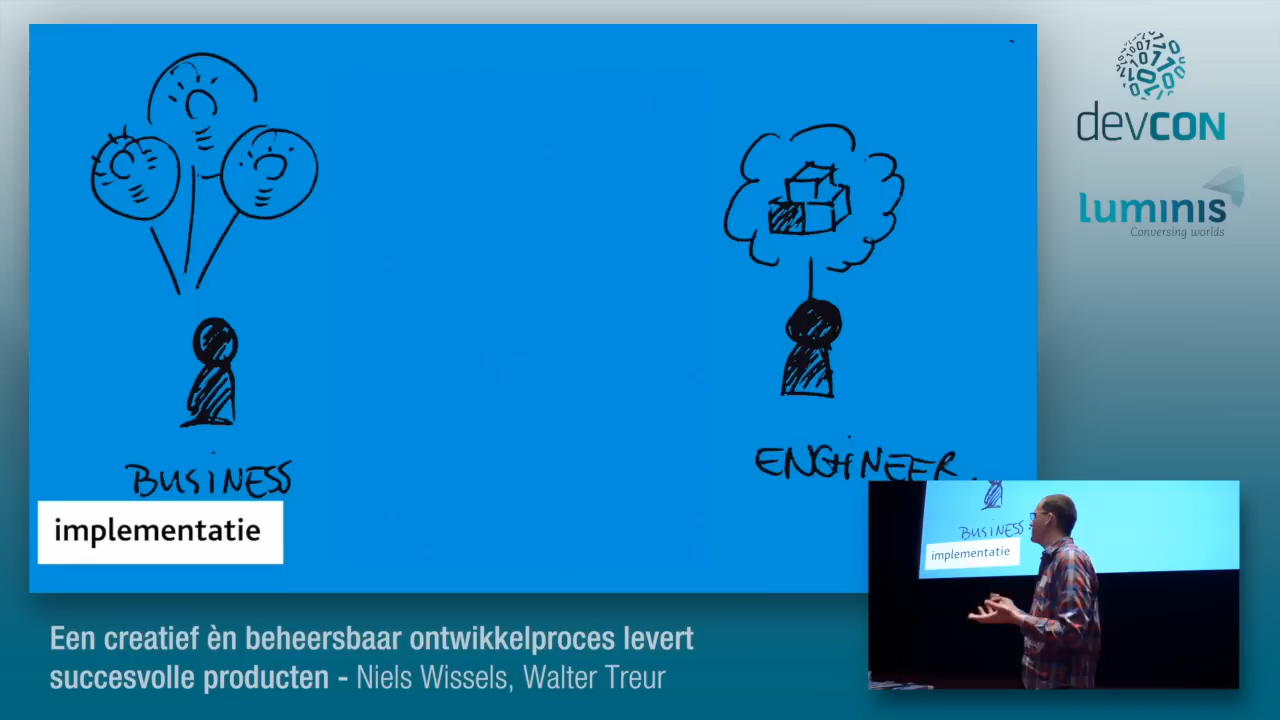 BUSINESS
ENGINEER.
implementatie
devCON
luminis
Conversing worlds
BUSINESS
implementatie
Een creatief èn beheersbaar ontwikkelproces levert
succesvolle producten - Niels Wissels, Walter Treur